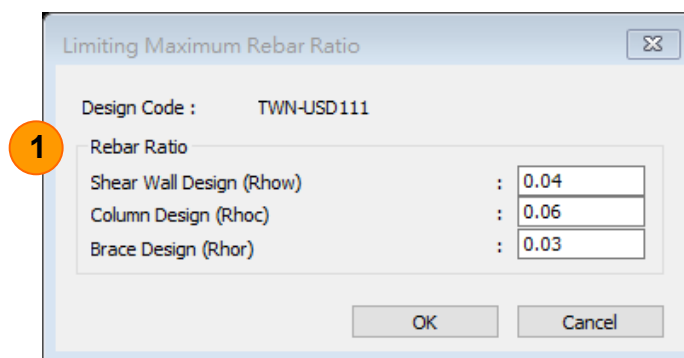 Limiting Maximum Rebar Ratio
Design Code : TWN-USD111
1
Rebar Ratio
Shear Wall Design (Rhow) : 0.04
Column Design (Rhoc) : 0.06
Brace Design (Rhor) : 0.03
OK Cancel